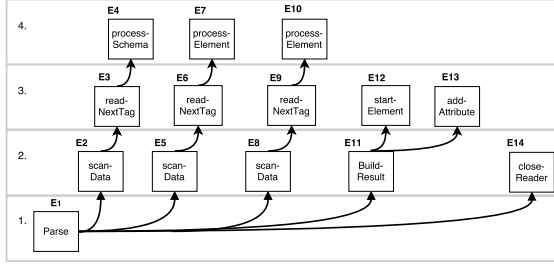 E4
E7
E10
4.
process-
Schema
process-
Element
process-
Element
E3
E6
E9
E12
E13
3.
read-
NextTag
read-
NextTag
read-
NextTag
start-
Element
add-
Attribute
E2
E5
E8
E11
E14
2.
scan-
Data
scan-
Data
scan-
Data
Build-
Result
close-
Reader
E1
1.
Parse